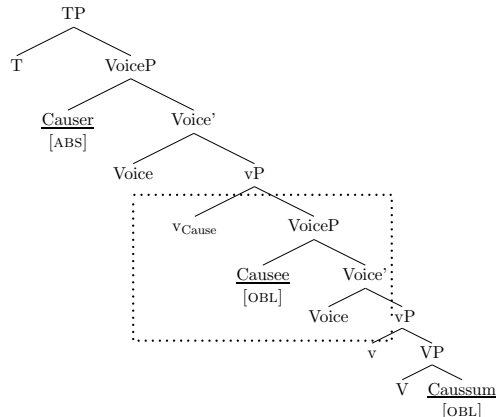 TP
T VoiceP
Causer Voice'
[ABS]
Voice vP
vCause VoiceP
Causee Voice'
[OBL]
Voice vP
v VP
V Caussum
[OBL]